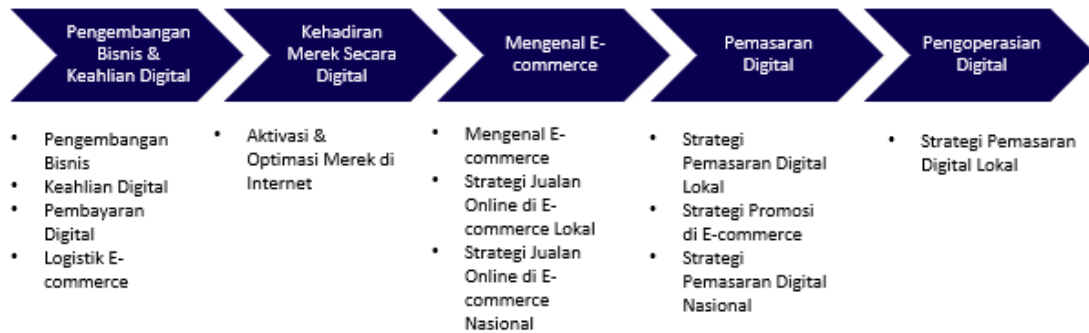 Pengembangan
Bisnis &
Keahlian Digital
Kehadiran
Merek Secara
Digital
Mengenal E-
commerce
Pemasaran
Digital
Pengoperasian
Digital
• Pengembangan
Bisnis
• Keahlian Digital
• Pembayaran
Digital
• Logistik E-
commerce
• Aktivasi &
Optimasi Merek di
Internet
• Mengenal E-
commerce
• Strategi Jualan
Online di E-
commerce Lokal
• Strategi Jualan
Online di E-
commerce
Nasional
• Strategi
Pemasaran Digital
Lokal
• Strategi Promosi
di E-commerce
• Strategi
Pemasaran Digital
Nasional
• Strategi Pemasaran
Digital Lokal